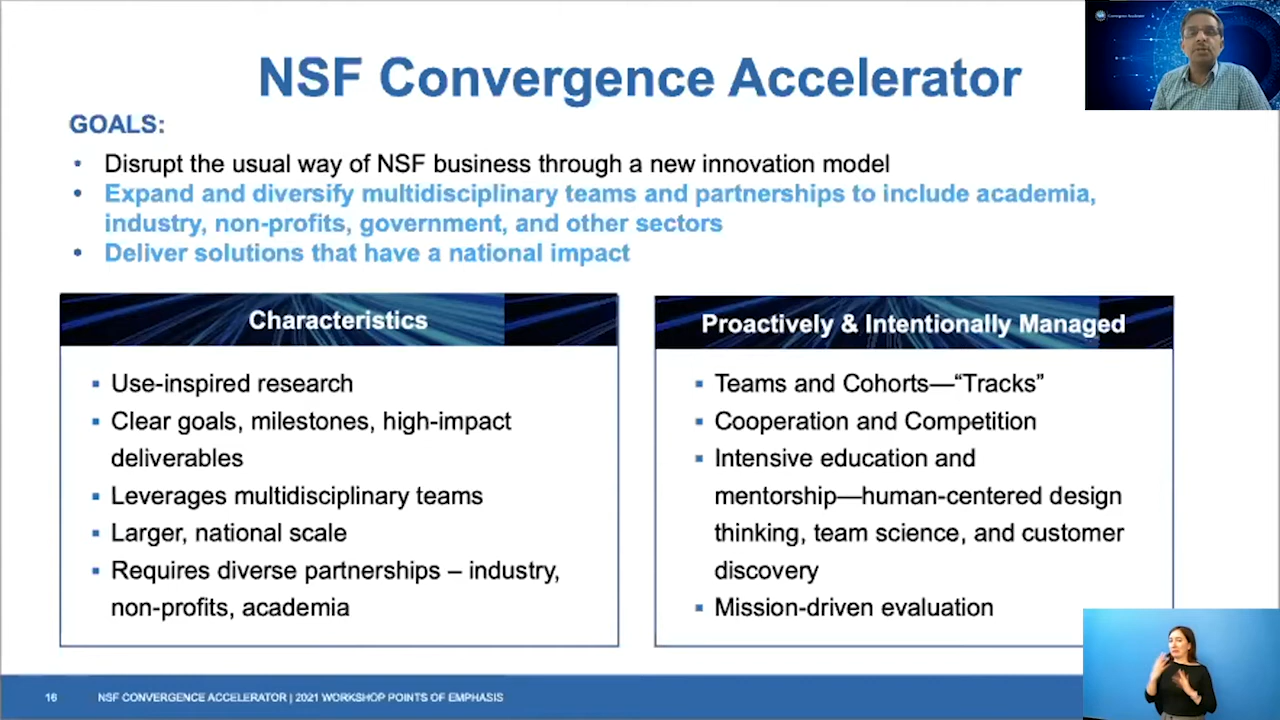 NSF Convergence Accelerator
GOALS:
• Disrupt the usual way of NSF business through a new innovation model
• Expand and diversify multidisciplinary teams and partnerships to include academia,
industry, non-profits, government, and other sectors
• Deliver solutions that have a national impact
Characteristics
▪ Use-inspired research
▪ Clear goals, milestones, high-impact
deliverables
▪ Leverages multidisciplinary teams
▪ Larger, national scale
▪ Requires diverse partnerships – industry,
non-profits, academia
Proactively & Intentionally Managed
▪ Teams and Cohorts—“Tracks”
▪ Cooperation and Competition
▪ Intensive education and
mentorship—human-centered design
thinking, team science, and customer
discovery
▪ Mission-driven evaluation
16
NSF CONVERGENCE ACCELERATOR | 2021 WORKSHOP POINTS OF EMPHASIS
Convergence Accelerator